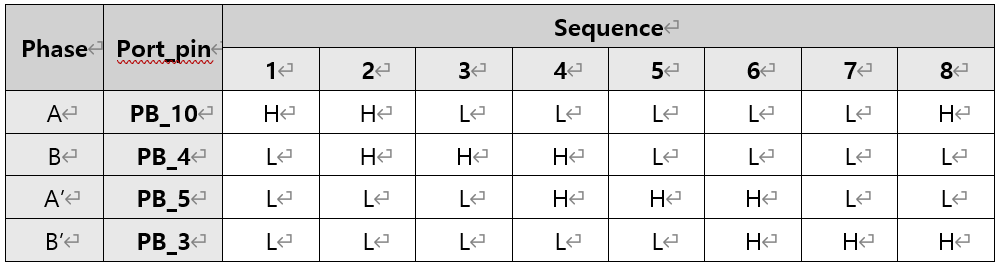 Phase Port_pin Sequence
1 2 3 4 5 6 7 8
A PB_10 H H L L L L L H
B PB_4 L H H H L L L L
A′ PB_5 L L L H H H L L
B′ PB_3 L L L L L H H H